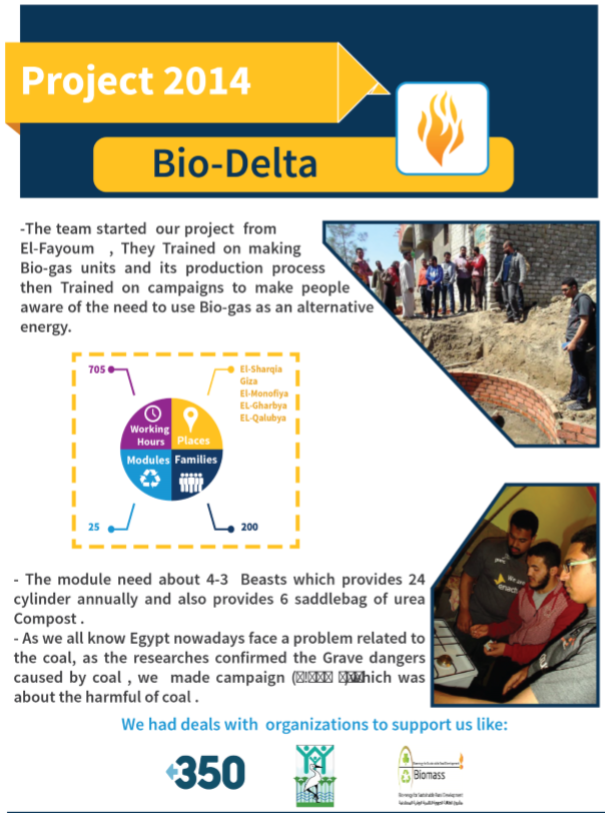 Project 2014
Bio-Delta
-The team started our project from
El-Fayoum , They Trained on making
Bio-gas units and its production process
then Trained on campaigns to make people
aware of the need to use Bio-gas as an alternative
energy.
705
El-Sharqia
Giza
El-Monofiya
EL-Gharbya
EL-Qalubya
Working
Hours
Places
Modules
Families
25
200
- The module need about 4-3 Beasts which provides 24
cylinder annually and also provides 6 saddlebag of urea
Compost .
- As we all know Egypt nowadays face a problem related to
the coal, as the researches confirmed the Grave dangers
caused by coal , we made campaign ( which was
about the harmful of coal .
We had deals with organizations to support us like:
350
Biomass